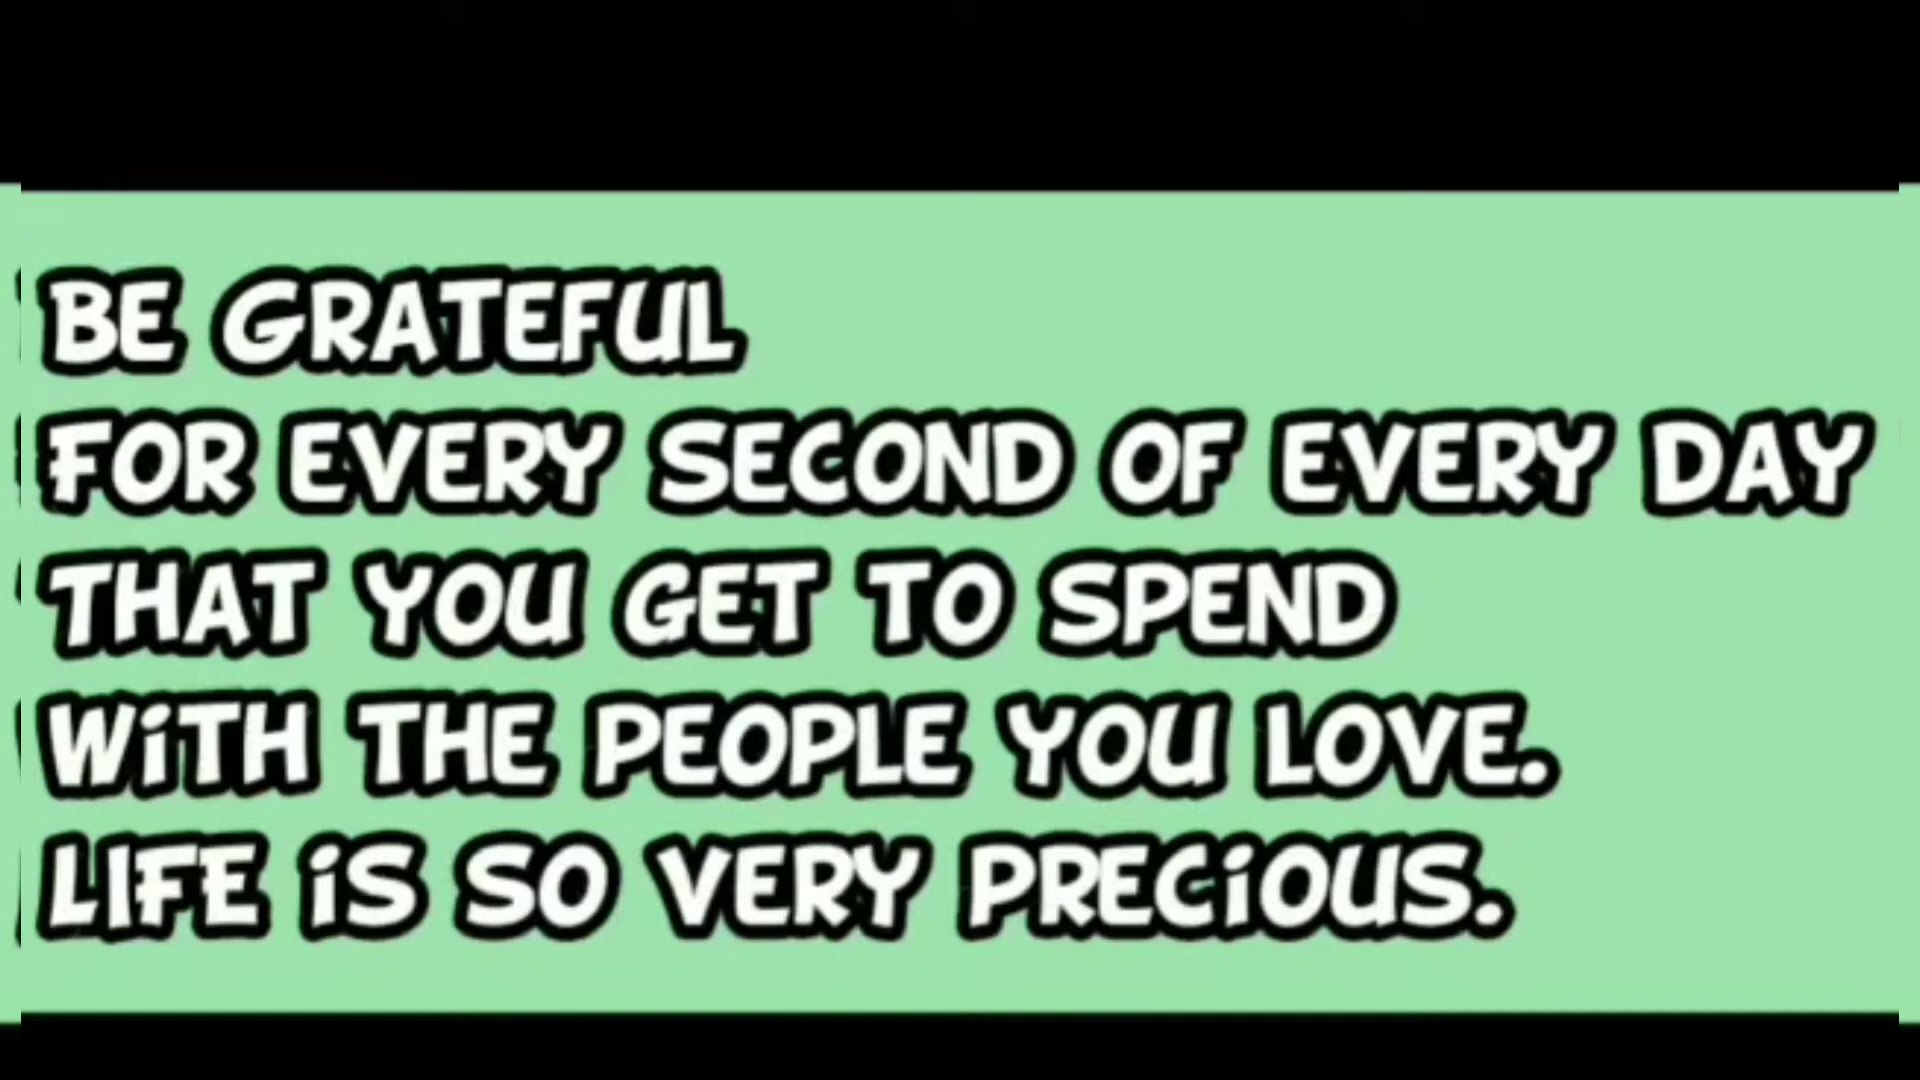 BE GRATEFUL
FOR EVERY SECOND OF EVERY DAY
THAT YOU GET TO SPEND
WiTH THE PEOPLE YOU LOVE.
LIFE iS SO VERY PRECiOUS.